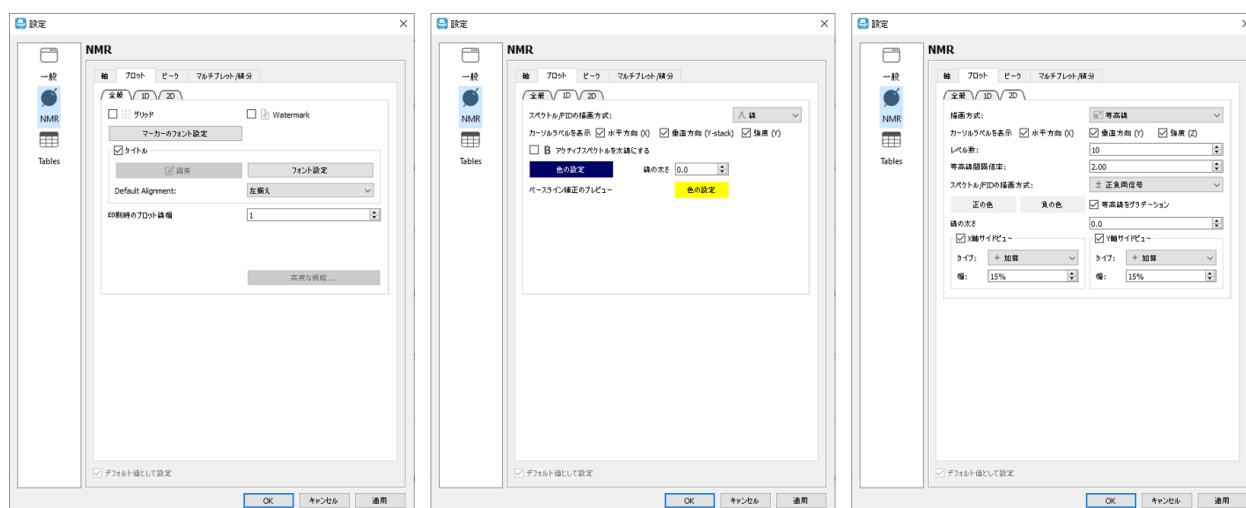 設定
NMR
一般
NMR
Tables
軸 プロット ピーク マルチプレット/積分
全般 1D 2D
グリッド Watermark
マーカーのフォント設定
タイトル
編集 フォント設定
Default Alignment: 左揃え
印刷時のプロット線幅 1
高度な機能...
デフォルト値として設定
OK キャンセル 適用
設定
NMR
一般
NMR
Tables
軸 プロット ピーク マルチプレット/積分
全般 1D 2D
スペクトル/FIDの描画方式: 線
カーソルラベルを表示 水平方向 (X) 垂直方向 (Y-stack) 強度 (Y)
B アクティブスペクトルを太線にする
色の設定 線の太さ 0.0
ベースライン補正のプレビュー 色の設定
デフォルト値として設定
OK キャンセル 適用
設定
NMR
一般
NMR
Tables
軸 プロット ピーク マルチプレット/積分
全般 1D 2D
描画方式: 等高線
カーソルラベルを表示 水平方向 (X) 垂直方向 (Y) 強度 (Z)
レベル数: 10
等高線間隔倍率: 2.00
スペクトル/FIDの描画方式: ± 正負両信号
正の色 負の色 等高線をグラデーション
線の太さ 0.0
X軸サイドビュー Y軸サイドビュー
タイプ: + 加算 タイプ: + 加算
幅: 15% 幅: 15%
デフォルト値として設定
OK キャンセル 適用